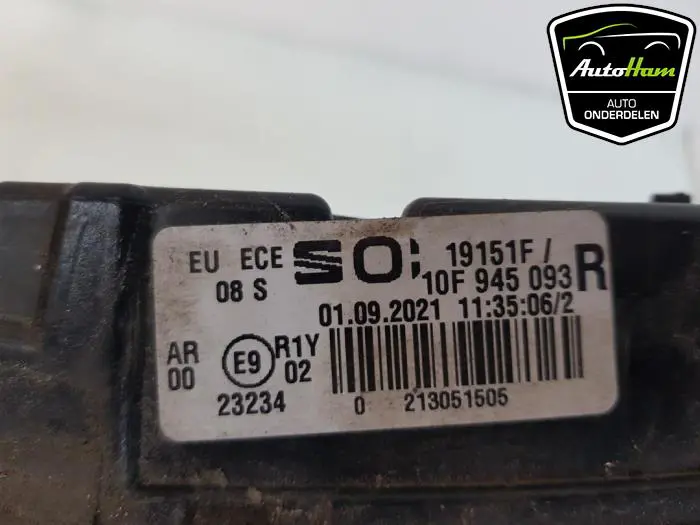 AutoHam
AUTO
ONDERDELEN
EU ECE 19151F/
08 S 10F 945 093 R
01.09.2021 11:35:06/2
AR R1Y
00 E9 02
23234 0 213051505